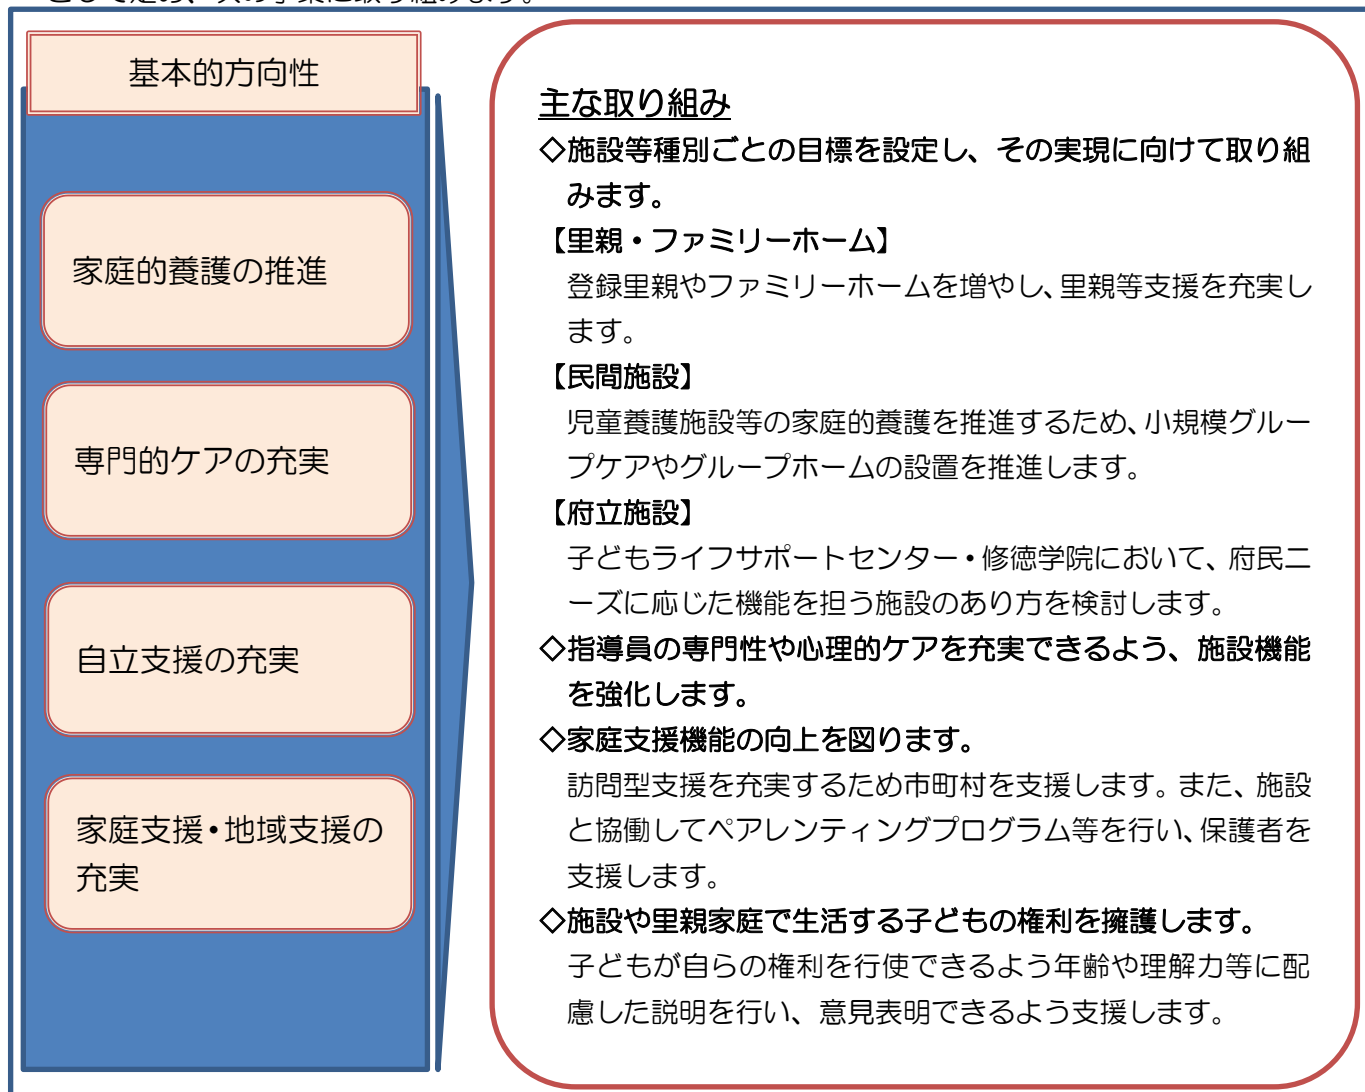 基本的方向性
家庭的養護の推進
専門的ケアの充実
自立支援の充実
家庭支援・地域支援の
充実
主な取り組み
◇施設等種別ごとの目標を設定し、その実現に向けて取り組
みます。
【里親・ファミリーホーム】
登録里親やファミリーホームを増やし、里親等支援を充実し
ます。
【民間施設】
児童養護施設等の家庭的養護を推進するため、小規模グルー
プケアやグループホームの設置を推進します。
【府立施設】
子どもライフサポートセンター・修徳学院において、府民ニ
ーズに応じた機能を担う施設のあり方を検討します。
◇指導員の専門性や心理的ケアを充実できるよう、施設機能
を強化します。
◇家庭支援機能の向上を図ります。
訪問型支援を充実するため市町村を支援します。また、施設
と協働してペアレンティングプログラム等を行い、保護者を
支援します。
◇施設や里親家庭で生活する子どもの権利を擁護します。
子どもが自らの権利を行使できるよう年齢や理解力等に配
慮した説明を行い、意見表明できるよう支援します。